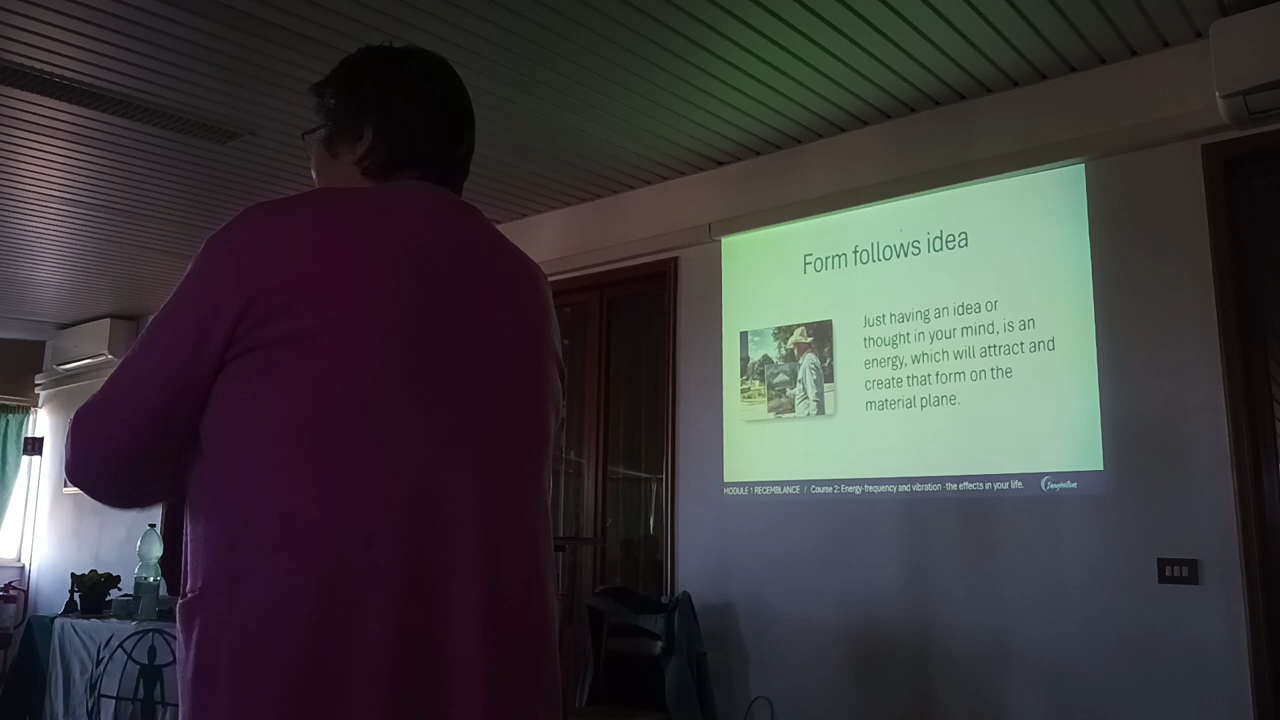 Form follows idea
Just having an idea or
thought in your mind, is an
energy, which will attract and
create that form on the
material plane.
MODULE 1 RECEMBLANCE / Course 2: Energy-frequency and vibration -the effects in your life.